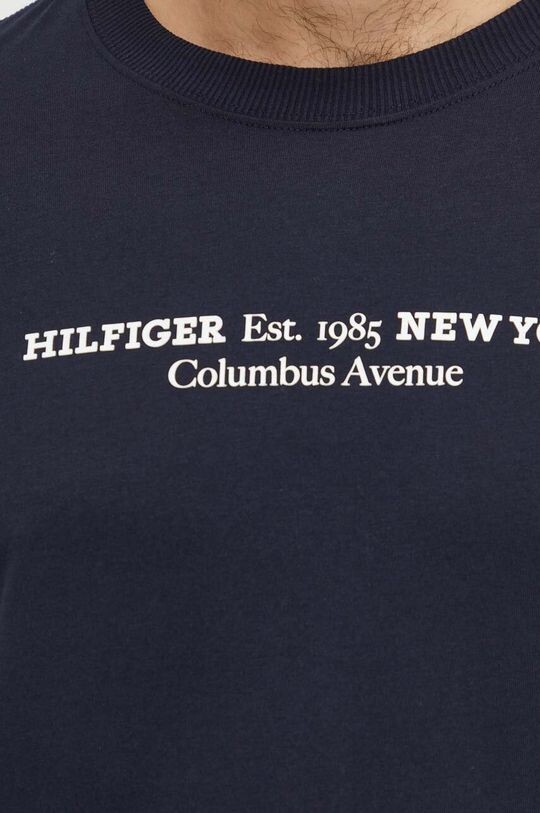 HILFIGER Est. 1985 NEW YO
Columbus Avenue